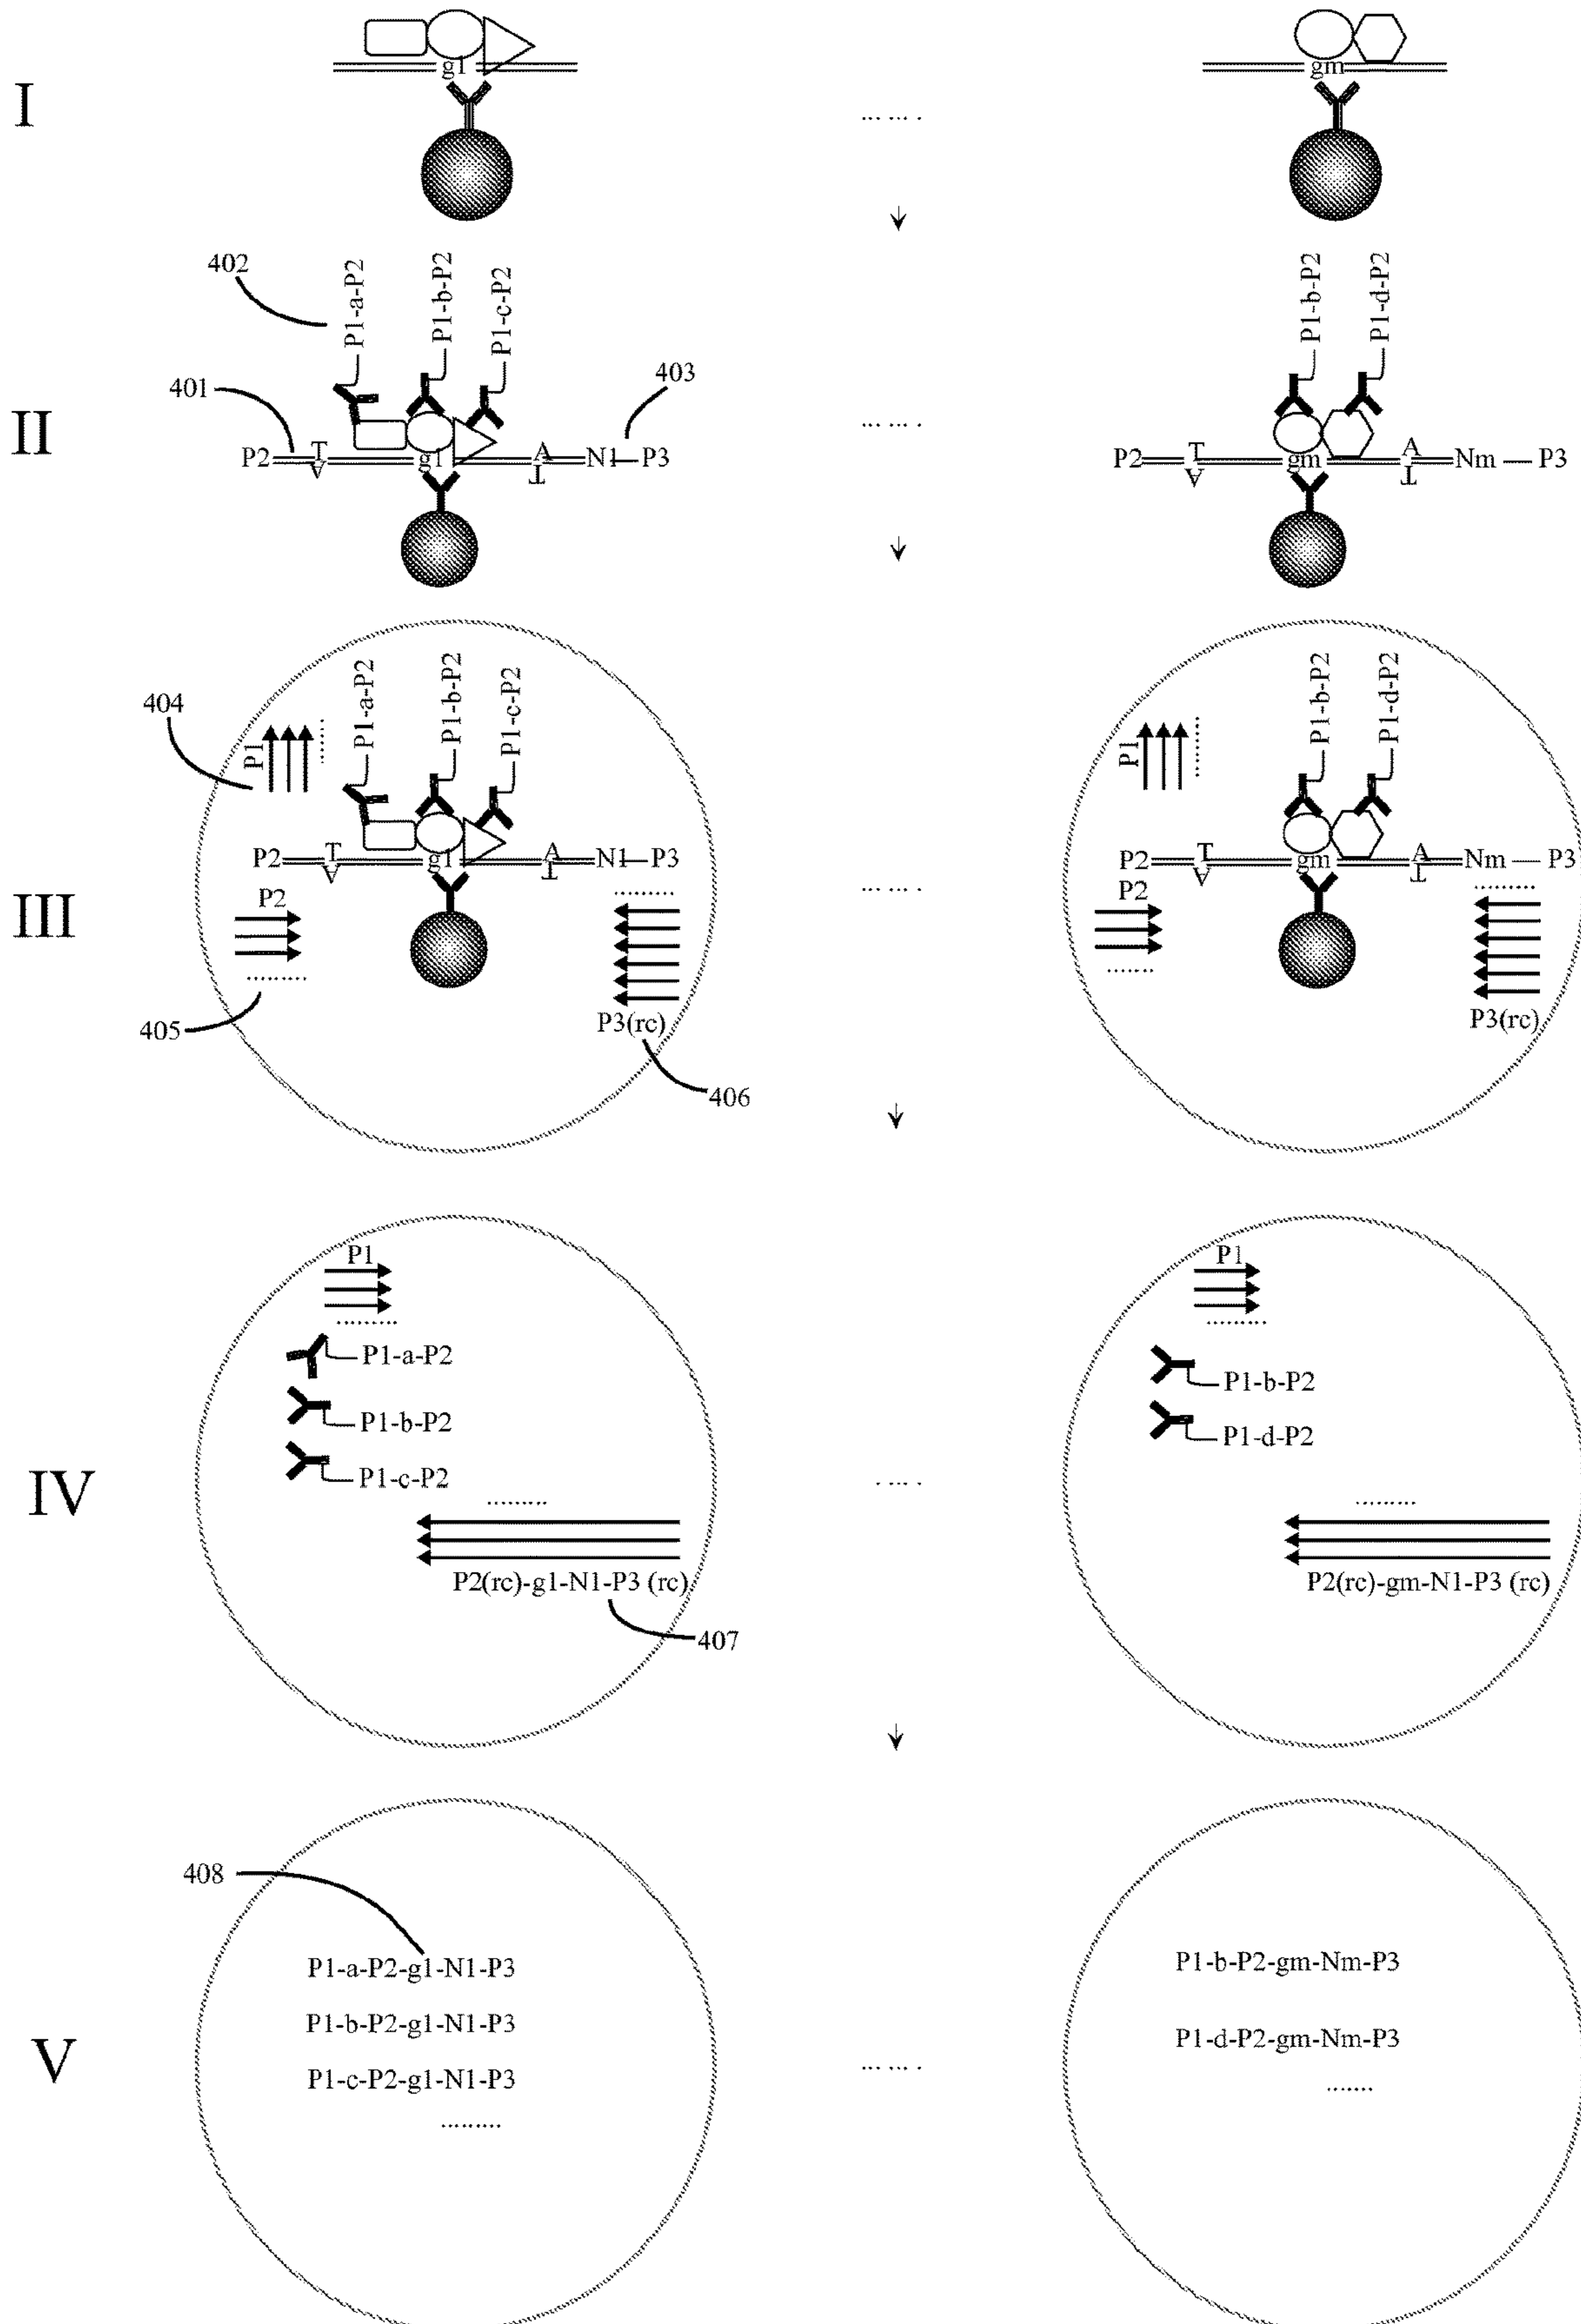 I
g1
gm
... ... .
II
402
P1-a-P2
P1-b-P2
P1-c-P2
P1-b-P2
P1-d-P2
401
403
... ... .
P2
T
A
g1
A
T
N1
P3
P2
T
A
gm
A
T
Nm
P3
III
404
P1
P1-a-P2
P1-b-P2
P1-c-P2
P1
P1-b-P2
P1-d-P2
P2
T
A
g1
A
T
N1
P3
... ... .
P2
T
A
gm
A
T
Nm
P3
P2
P2
405
P3(rc)
P3(rc)
406
IV
P1
P1
P1-a-P2
P1-b-P2
P1-b-P2
P1-d-P2
P1-c-P2
... .
P2(rc)-g1-N1-P3 (rc)
P2(rc)-gm-N1-P3 (rc)
407
V
408
P1-a-P2-g1-N1-P3
P1-b-P2-gm-Nm-P3
P1-b-P2-g1-N1-P3
P1-d-P2-gm-Nm-P3
P1-c-P2-g1-N1-P3
... ... .